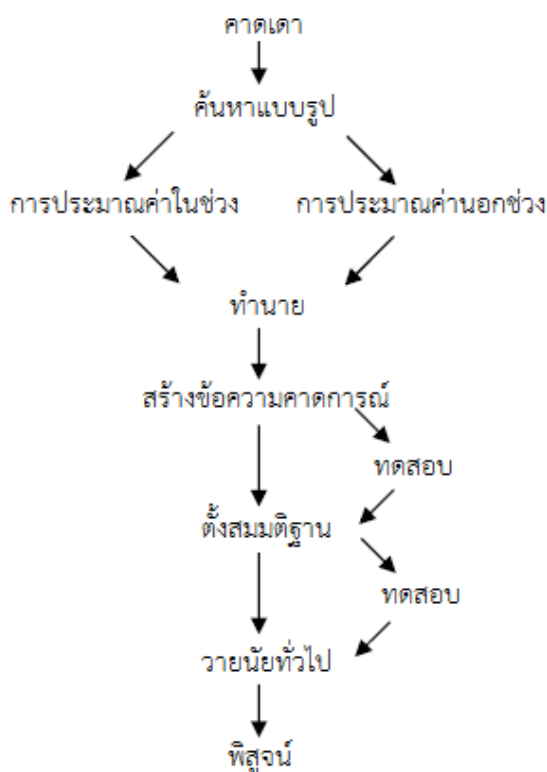 คาดเดา
ค้นหาแบบรูป
การประมาณค่าในช่วง การประมาณค่านอกช่วง
ทำนาย
สร้างข้อความคาดการณ์
ทดสอบ
ตั้งสมมติฐาน
ทดสอบ
วายนัยทั่วไป
พิสูจน์